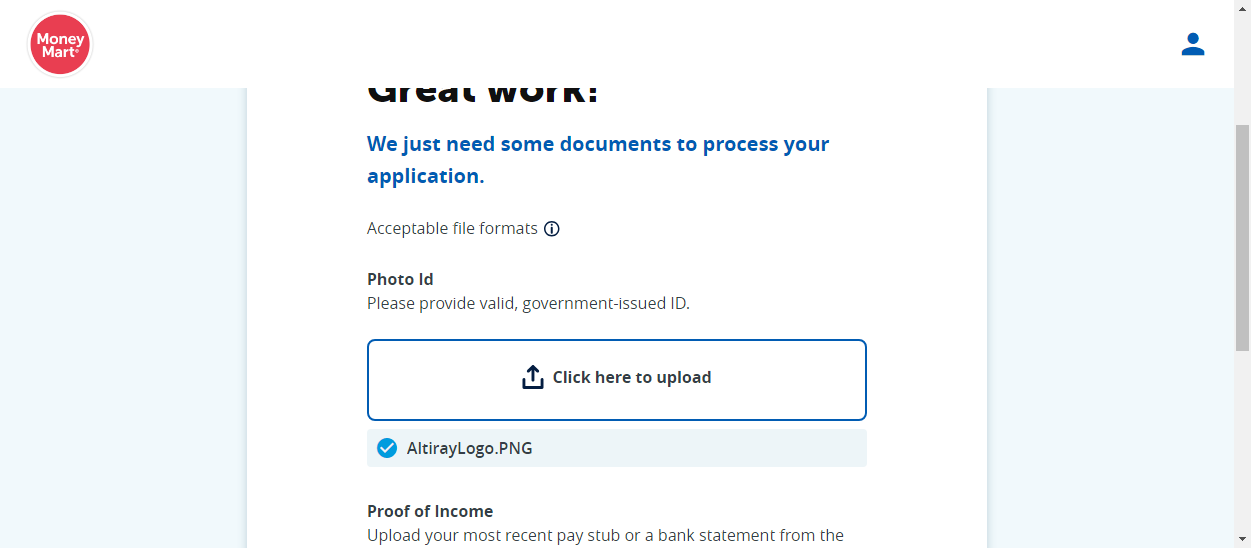 Money
Mart
Great work!
We just need some documents to process your
application.
Acceptable file formats
Photo Id
Please provide valid, government-issued ID.
Click here to upload
AltirayLogo.PNG
Proof of Income
Upload your most recent pay stub or a bank statement from the